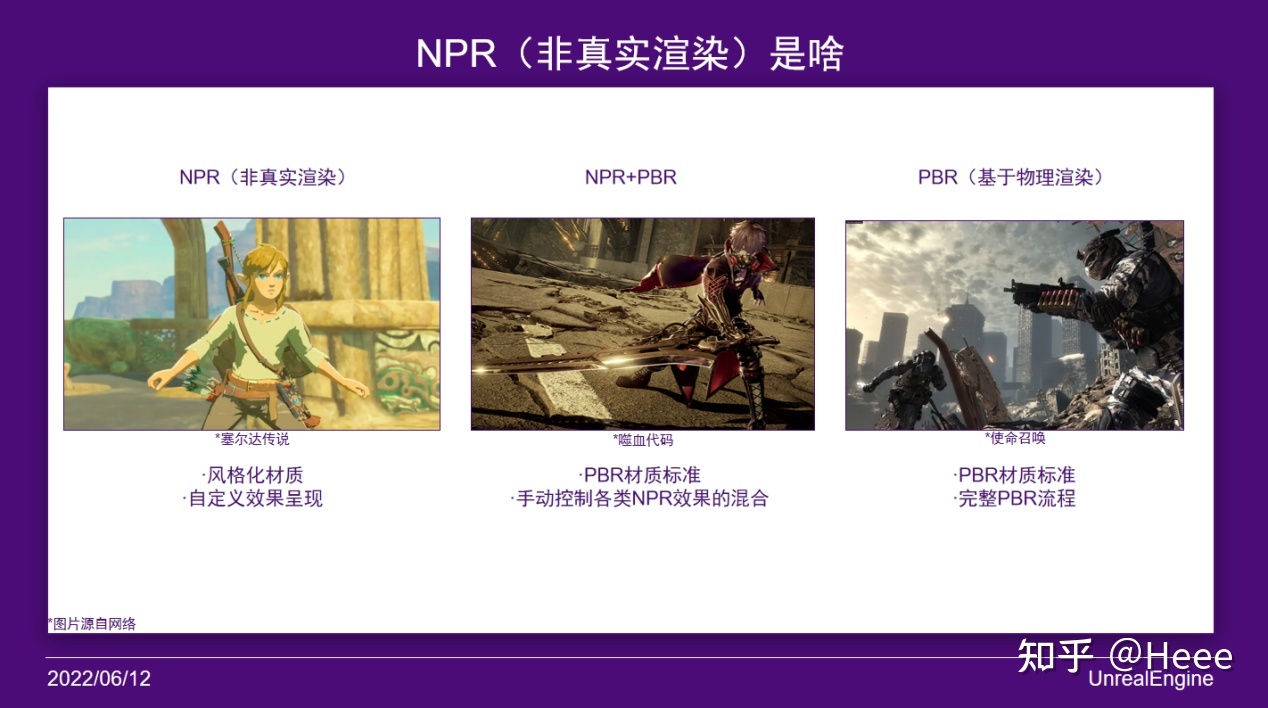 NPR（非真实渲染）是啥
NPR（非真实渲染）
NPR+PBR
PBR（基于物理渲染）
*塞尔达传说
*噬血代码
*使命召唤
·风格化材质
·自定义效果呈现
·PBR材质标准
·手动控制各类NPR效果的混合
·PBR材质标准
·完整PBR流程
*图片源自网络
知乎 @Heee
2022/06/12
UnrealEngine